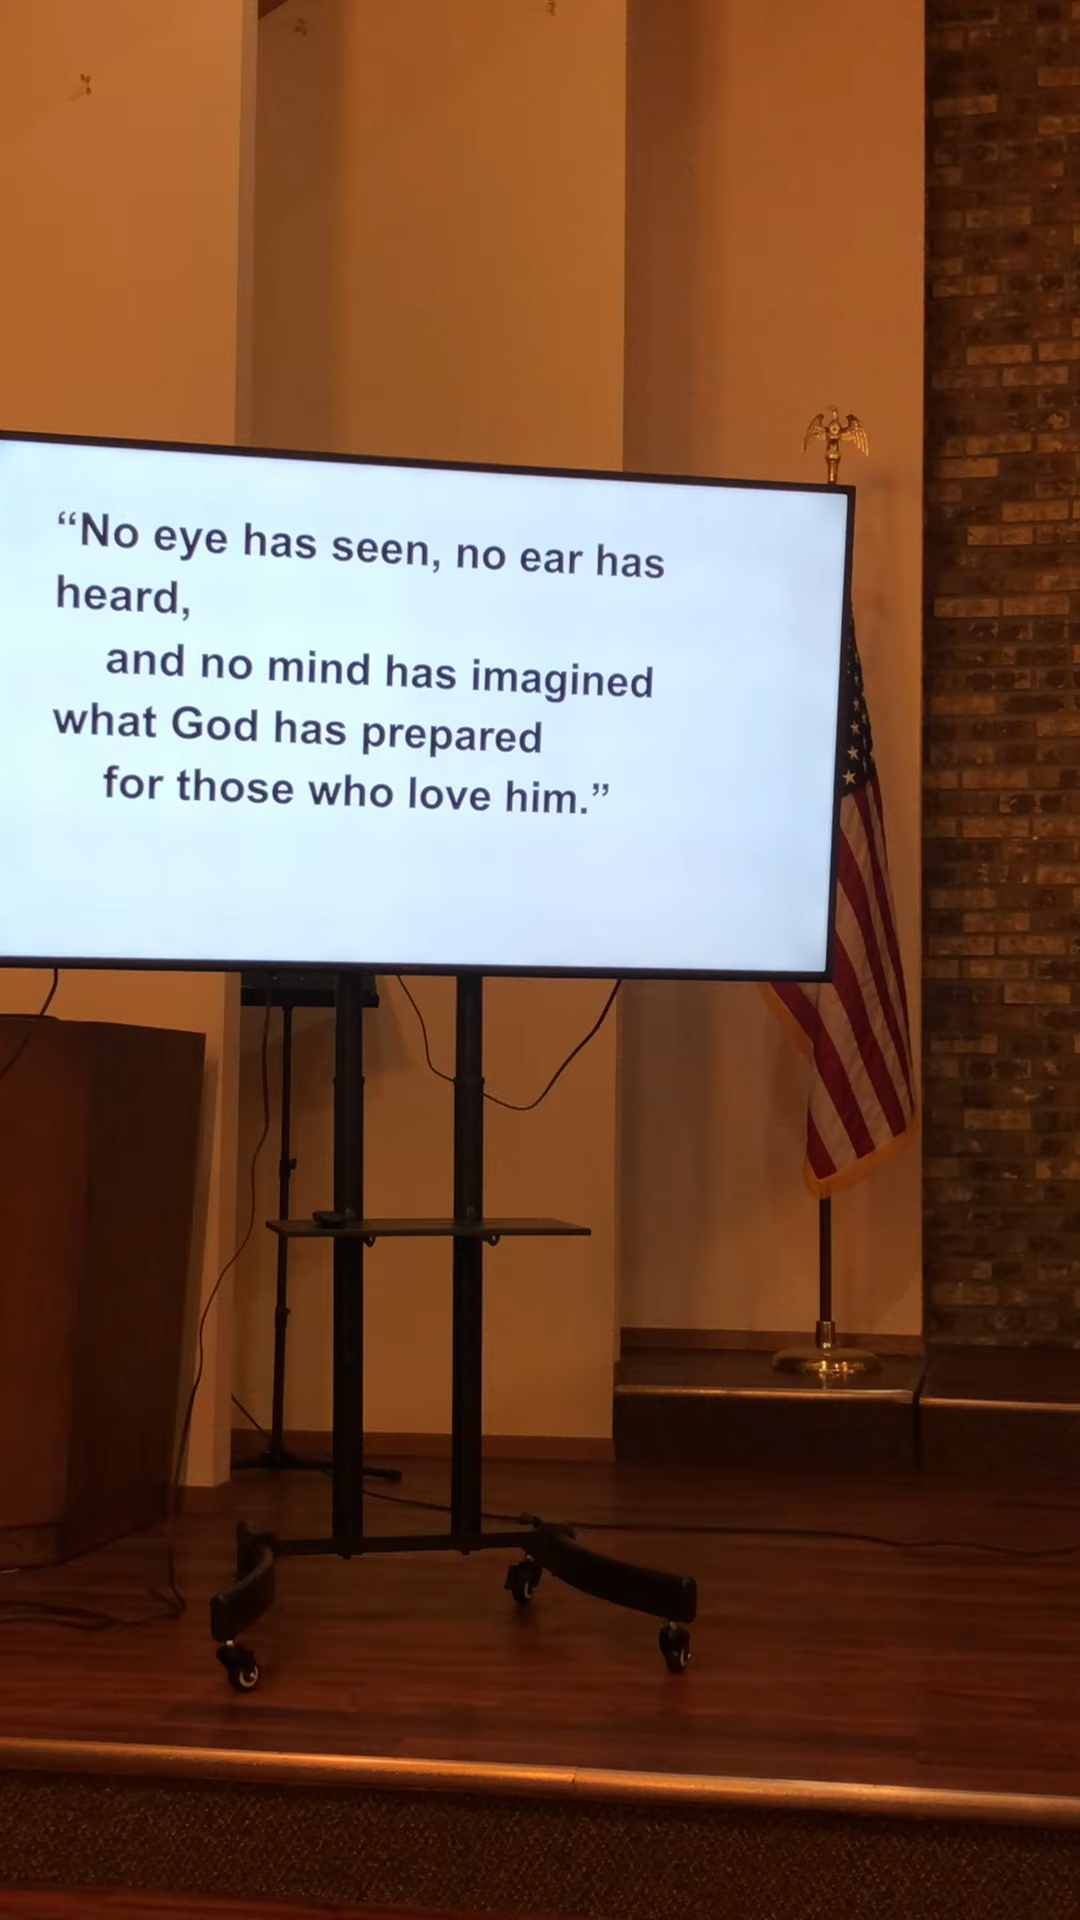 “No eye has seen, no ear has
heard,
and no mind has imagined
what God has prepared
for those who love him.”